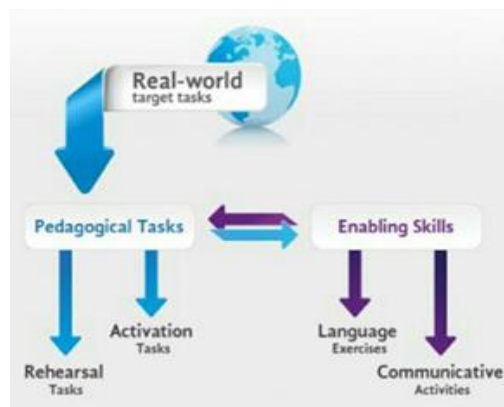 Real-world
target tasks
Pedagogical Tasks
Enabling Skills
Activation
Tasks
Language
Exercises
Rehearsal
Tasks
Communicative
Activities